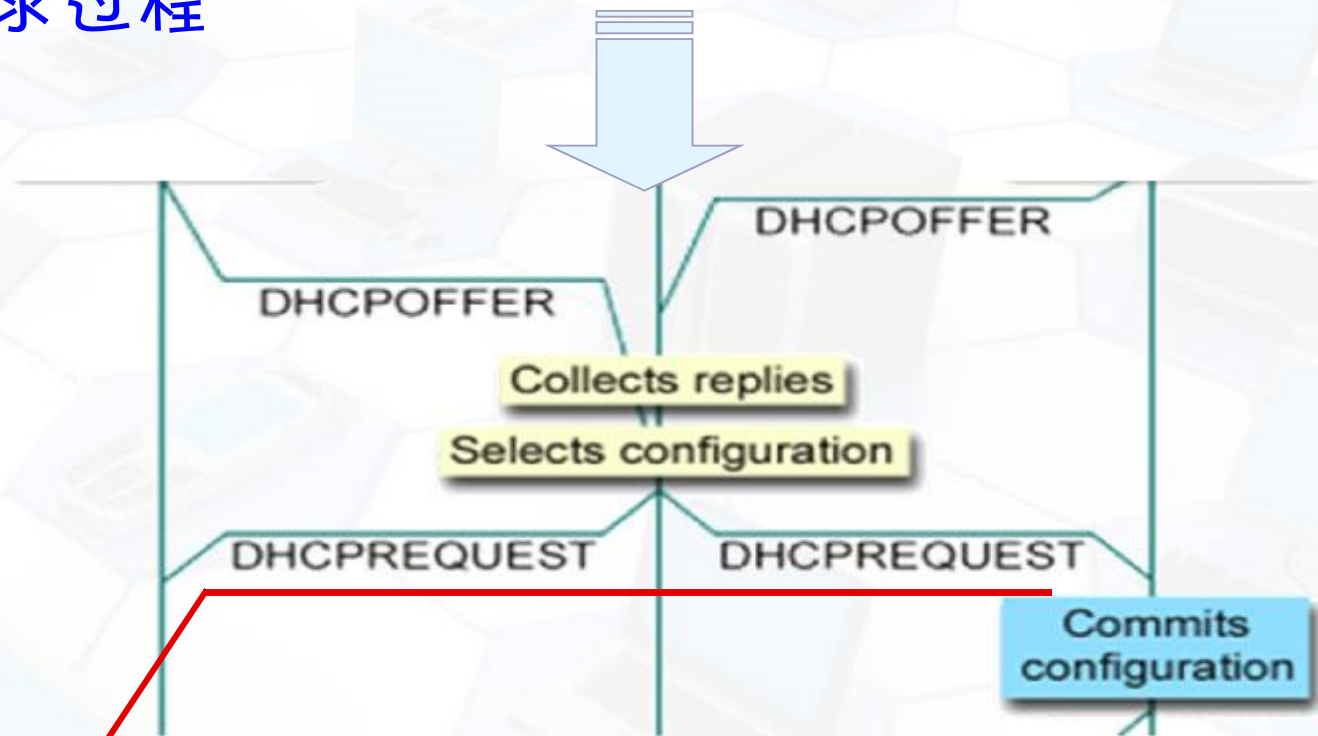 求过程
DHCPOFFER
DHCPOFFER
Collects replies
Selects configuration
DHCPREQUEST DHCPREQUEST
Commits
configuration